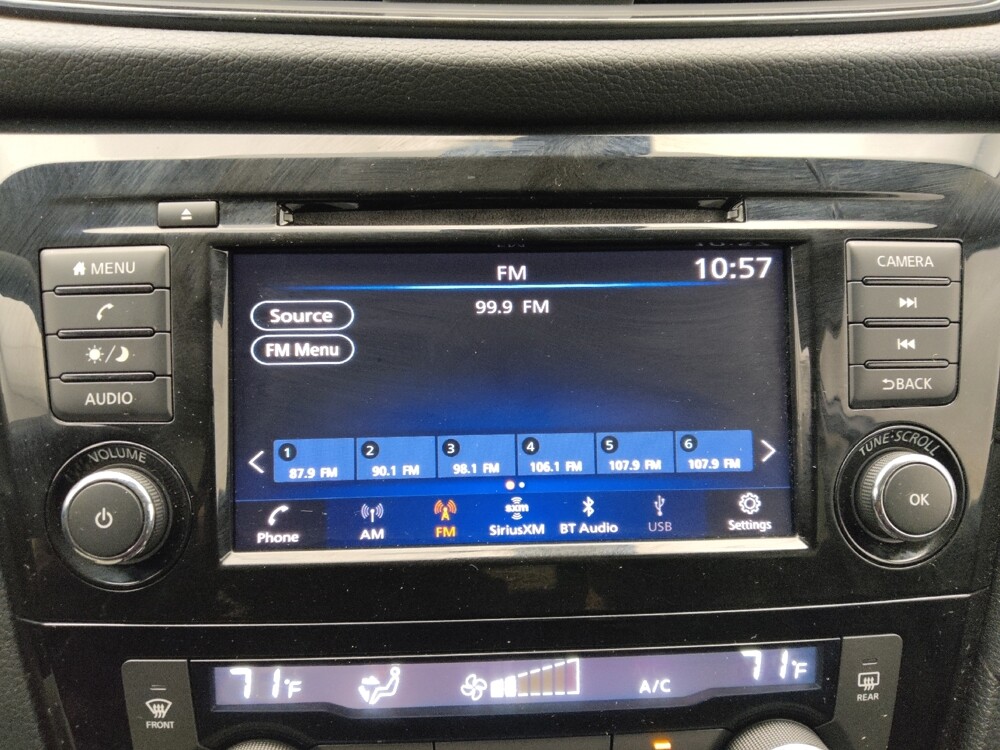 MENU
AUDIO
VOLUME
FM
10:57
99.9 FM
Source
FM Menu
1
87.9 FM
2
90.1 FM
3
98.1 FM
4
106.1 FM
5
107.9 FM
6
107.9 FM
Phone
AM
FM
sxm
SiriusXM
BT Audio
USB
Settings
CAMERA
BACK
TUNE·SCROLL
OK
FRONT
71°F
A/C
71°F
REAR